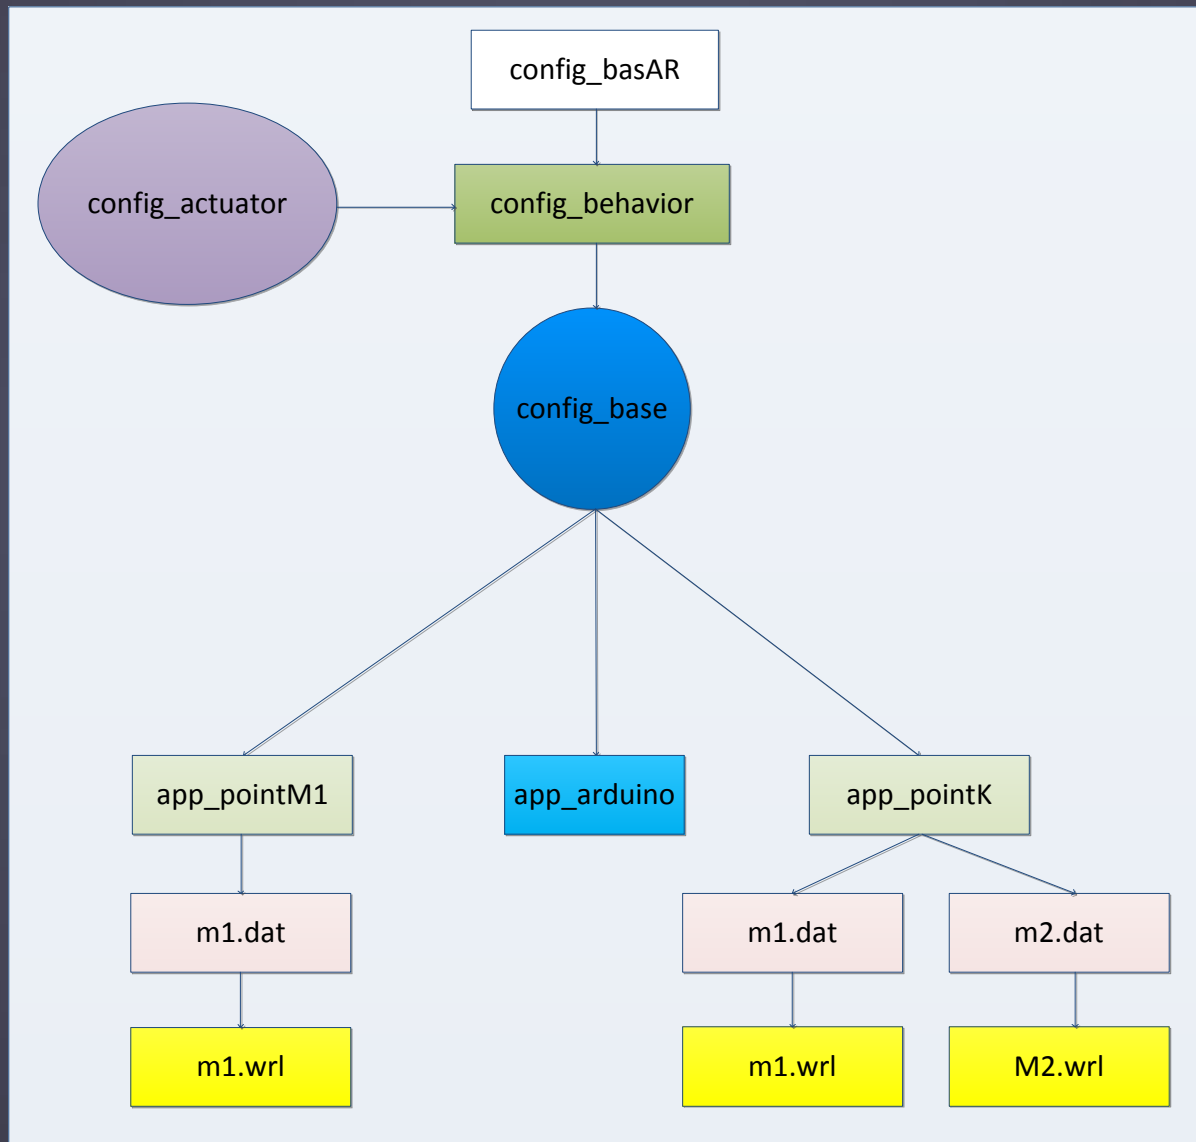 config_basAR
config_actuator
config_behavior
config_base
app_pointM1
app_arduino
app_pointK
m1.dat
m1.dat
m2.dat
m1.wrl
m1.wrl
M2.wrl